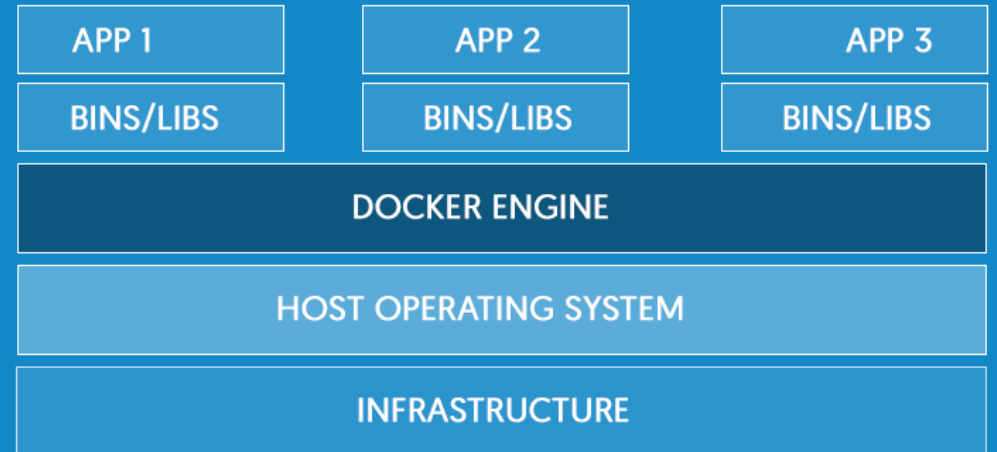 APP 1
APP 2
APP 3
BINS/LIBS
BINS/LIBS
BINS/LIBS
DOCKER ENGINE
HOST OPERATING SYSTEM
INFRASTRUCTURE